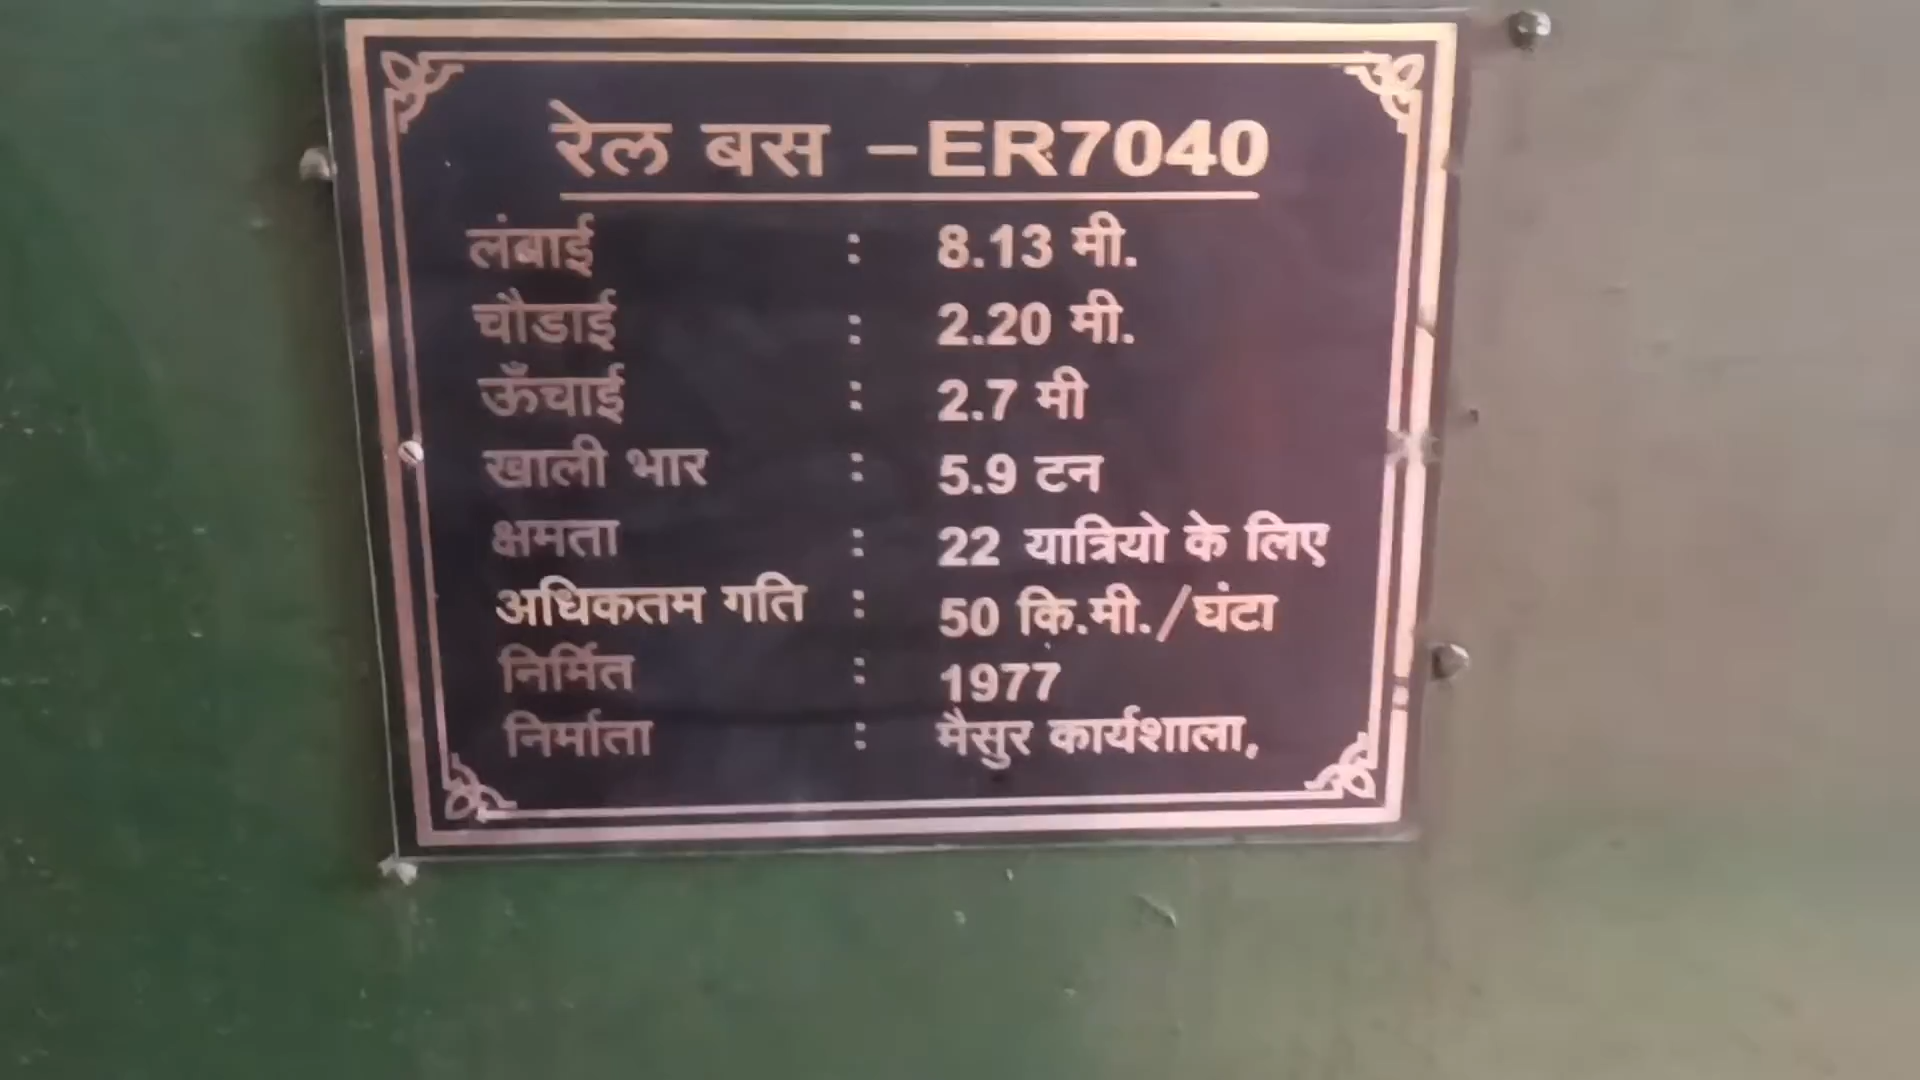 रेल बस -ER7040
लंबाई : 8.13 मी.
चौडाई : 2.20 मी.
ऊँचाई : 2.7 मी
खाली भार : 5.9 टन
क्षमता : 22 यात्रियो के लिए
अधिकतम गति : 50 कि.मी./घंटा
निर्मित : 1977
निर्माता : मैसुर कार्यशाला,